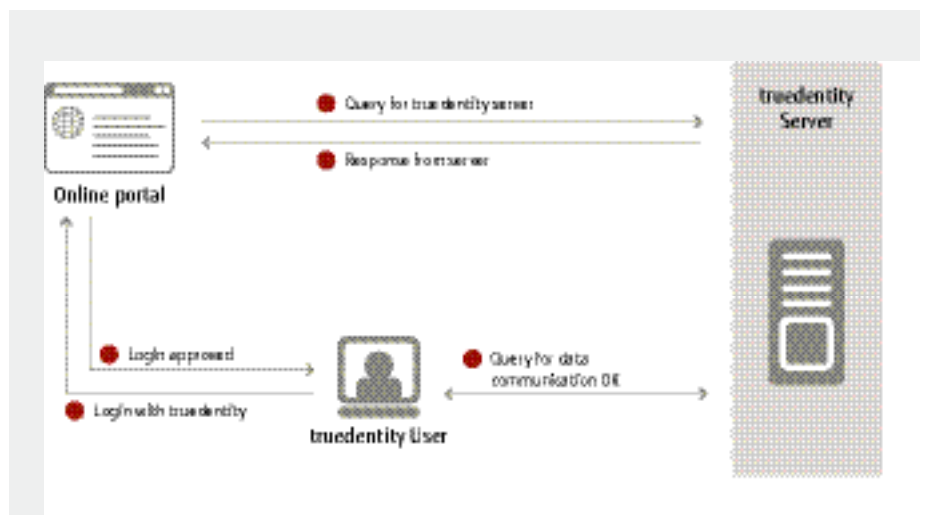 Query for truedentity server
truedentity
Server
Response from server
Online portal
Login approved
Query for data
communication OK
Login with truedentity
truedentity User